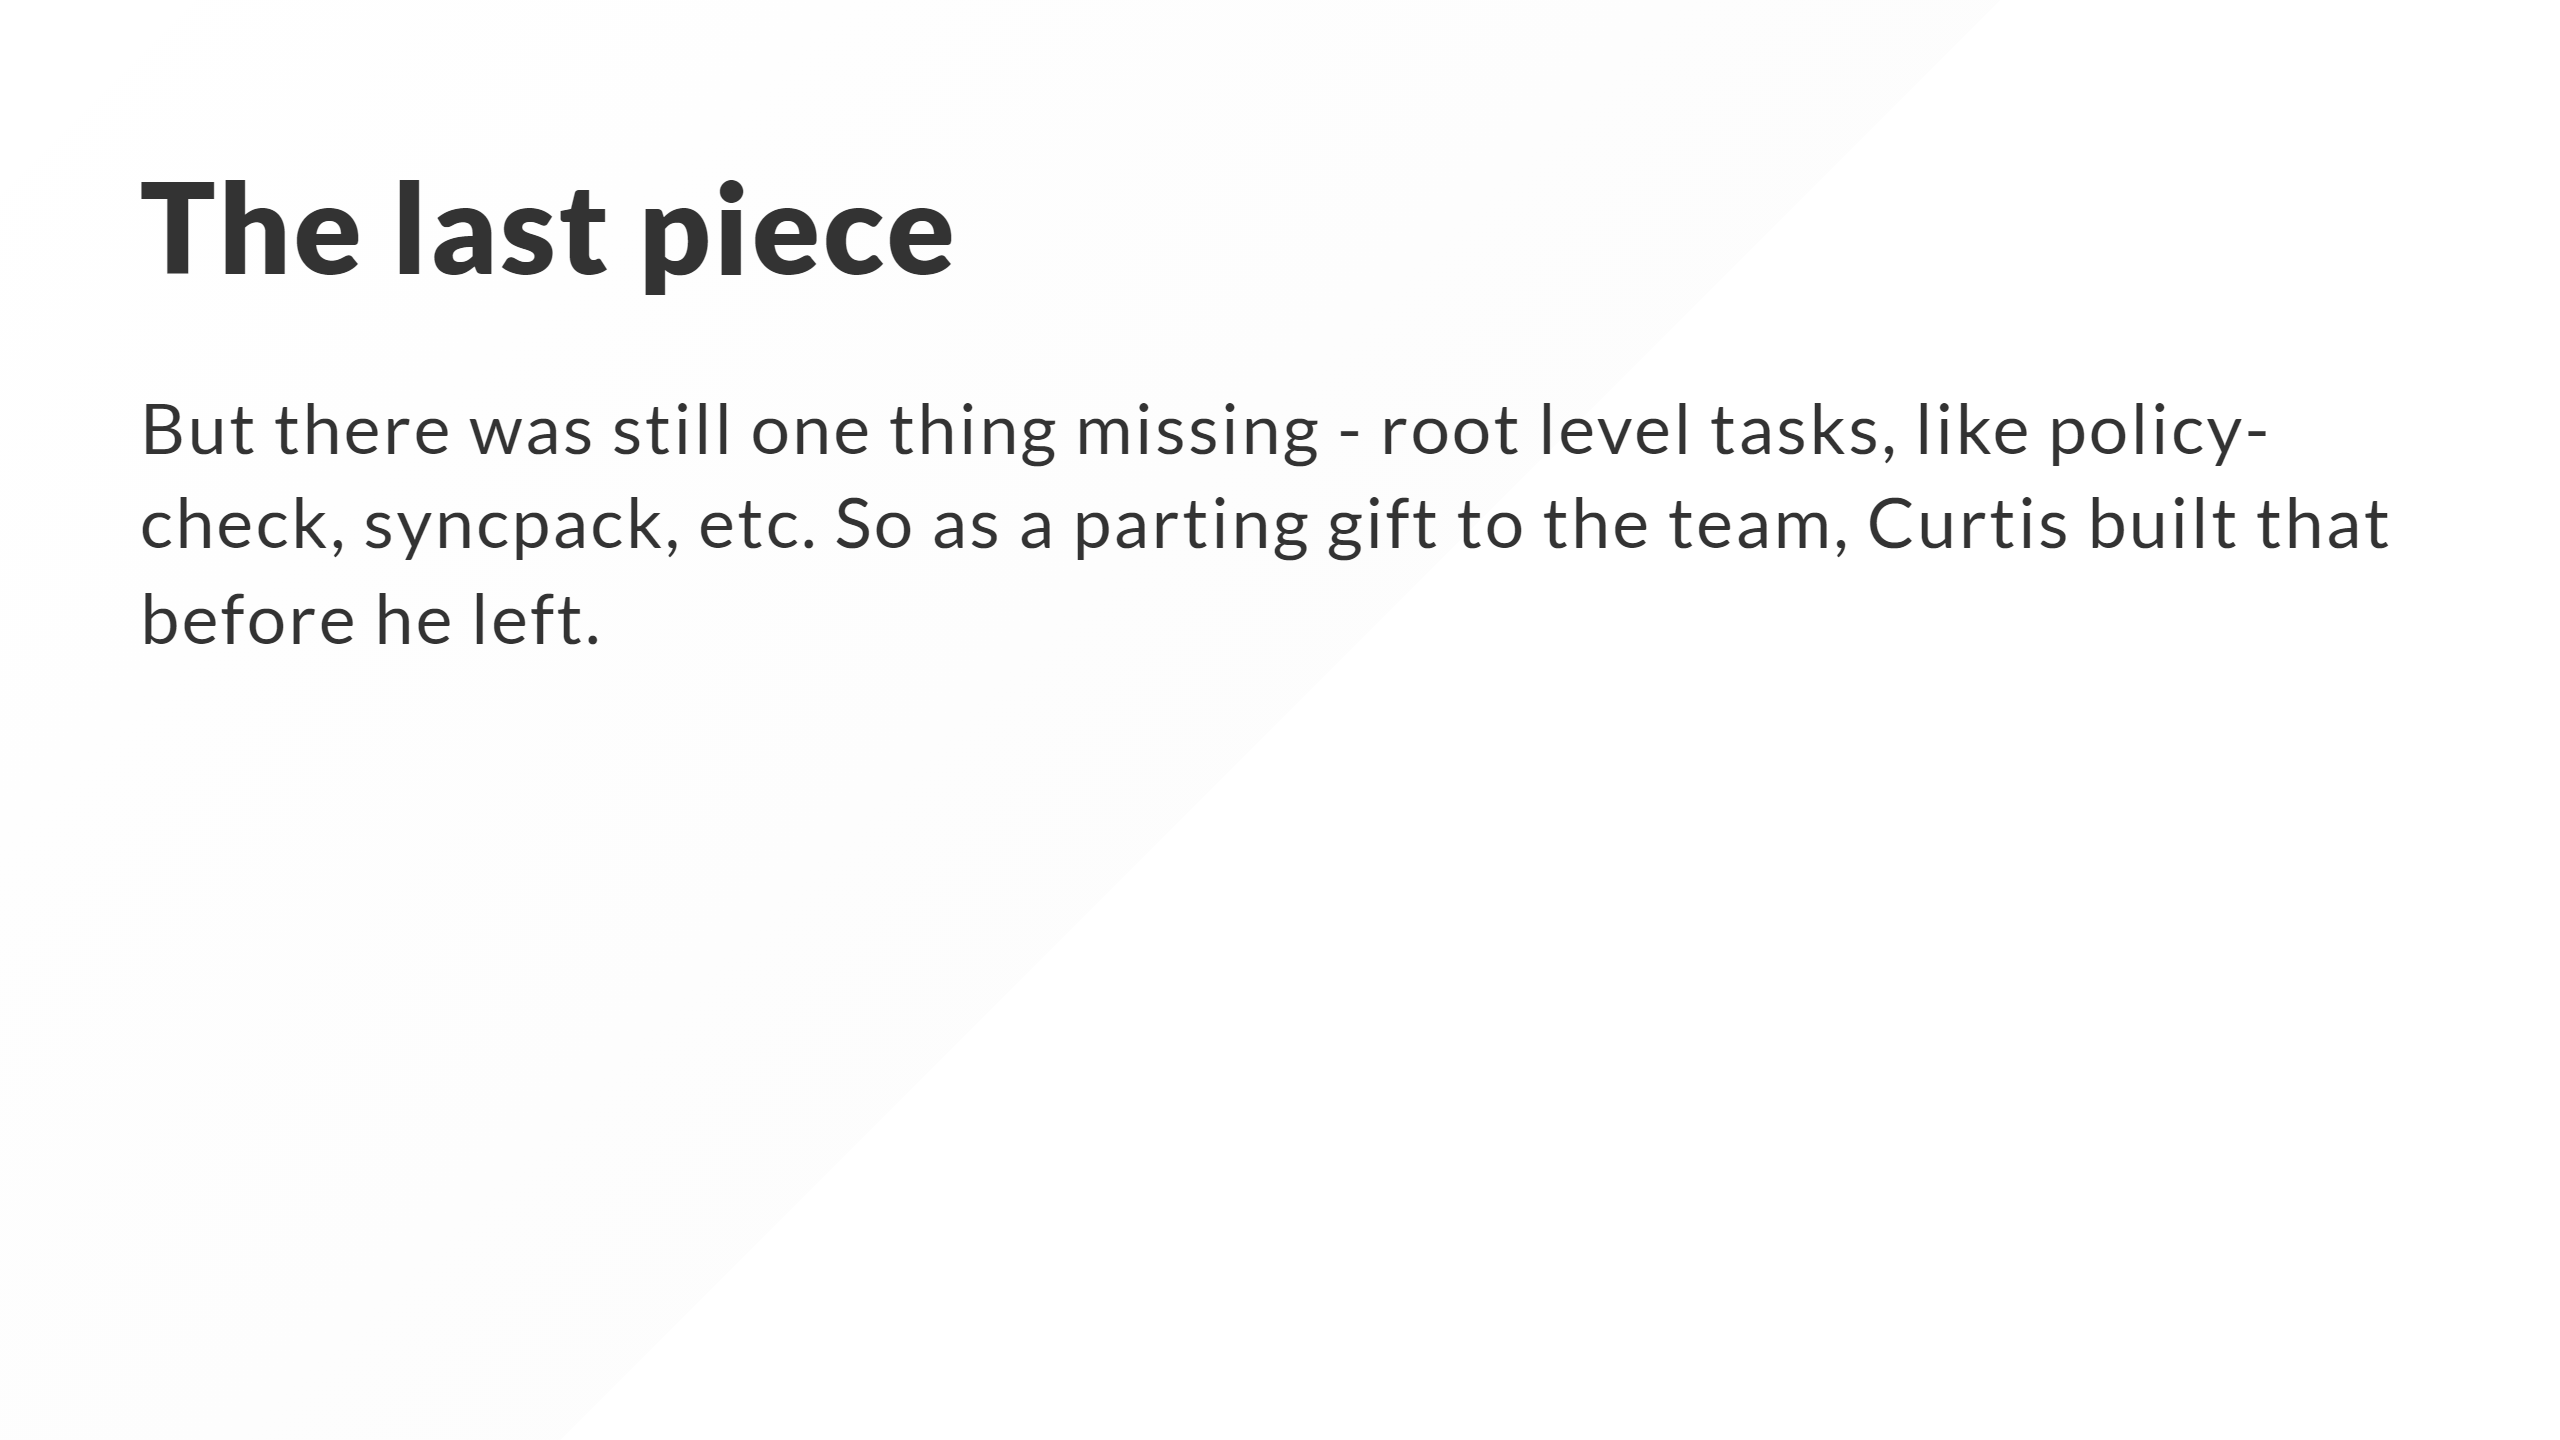 The last piece
But there was still one thing missing - root level tasks, like policy-
check, syncpack, etc. So as a parting gift to the team, Curtis built that
before he left.